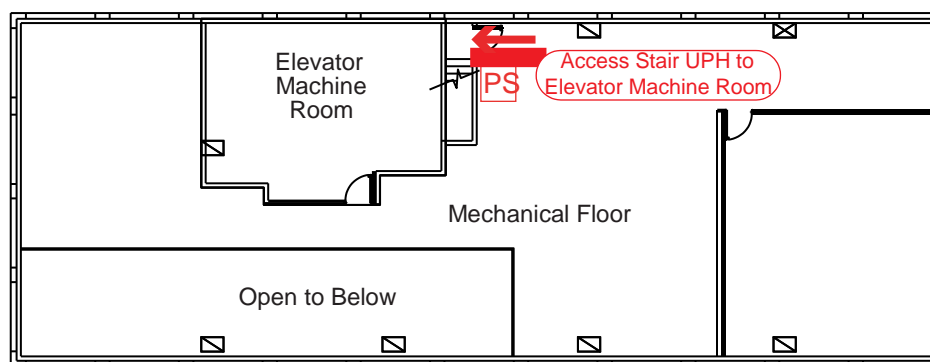 Elevator
Machine
Room
PS
Access Stair UPH to
Elevator Machine Room
Mechanical Floor
Open to Below